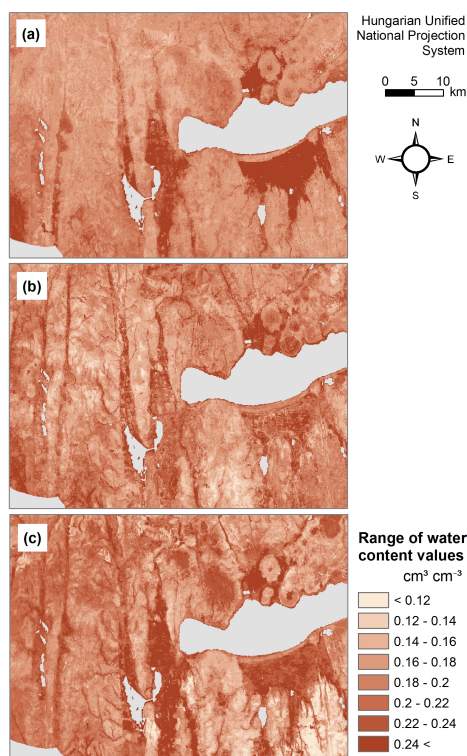 (a)
Hungarian Unified
National Projection
System
0 5 10
km
N
W E
S
(b)
(c)
Range of water
content values
cm³ cm⁻³
< 0.12
0.12 - 0.14
0.14 - 0.16
0.16 - 0.18
0.18 - 0.2
0.2 - 0.22
0.22 - 0.24
0.24 <